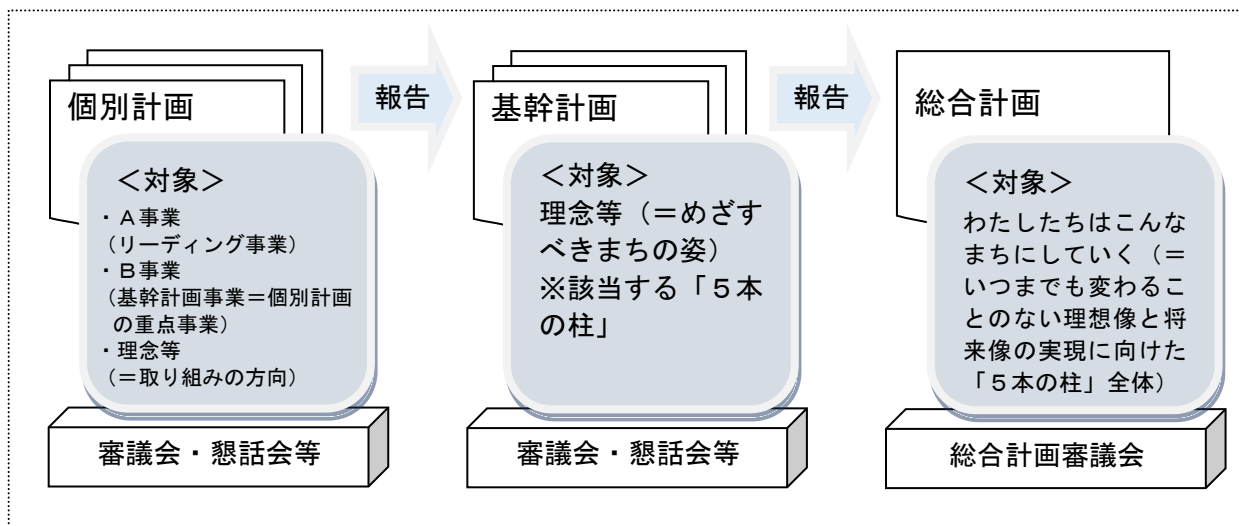 個別計画
＜対象＞
・Ａ事業
（リーディング事業）
・Ｂ事業
（基幹計画事業＝個別計画
の重点事業）
・理念等
（＝取り組みの方向）
審議会・懇話会等
報告
基幹計画
＜対象＞
理念等（＝めざす
べきまちの姿）
※該当する「５本
の柱」
審議会・懇話会等
報告
総合計画
＜対象＞
わたしたちはこんな
まちにしていく（＝
いつまでも変わるこ
とのない理想像と将
来像の実現に向けた
「５本の柱」全体）
総合計画審議会